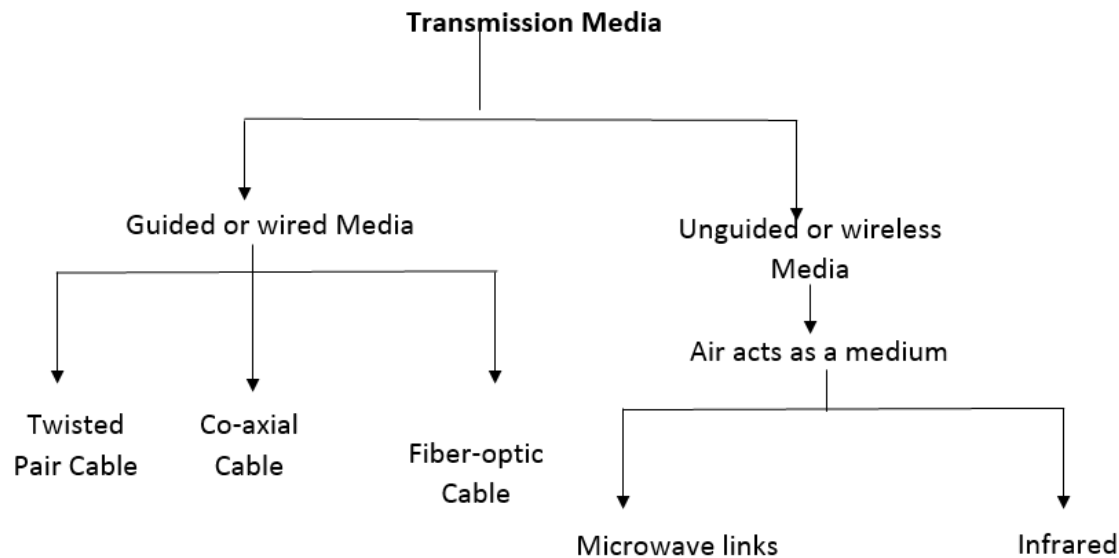 Transmission Media
Guided or wired Media
Unguided or wireless
Media
Air acts as a medium
Twisted
Pair Cable
Co-axial
Cable
Fiber-optic
Cable
Microwave links
Infrared